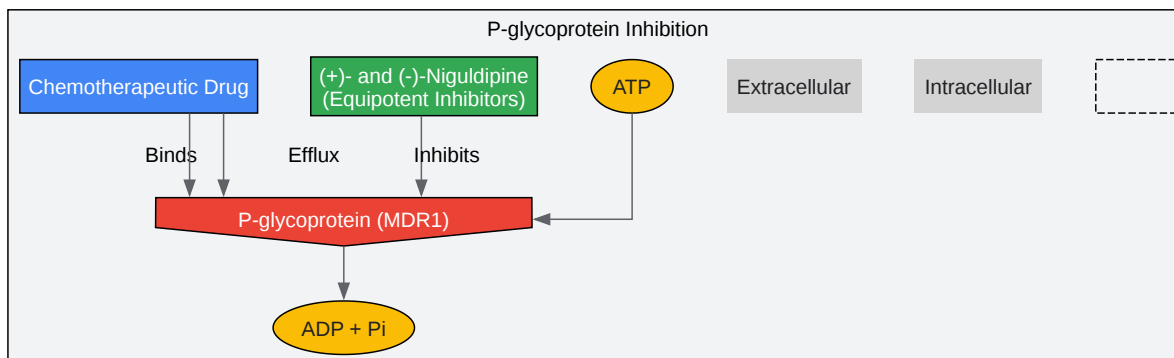 P-glycoprotein Inhibition
Chemotherapeutic Drug
(+)- and (-)-Niguldipine
(Equipotent Inhibitors)
ATP
Extracellular
Intracellular
Binds
Efflux
Inhibits
P-glycoprotein (MDR1)
ADP + Pi